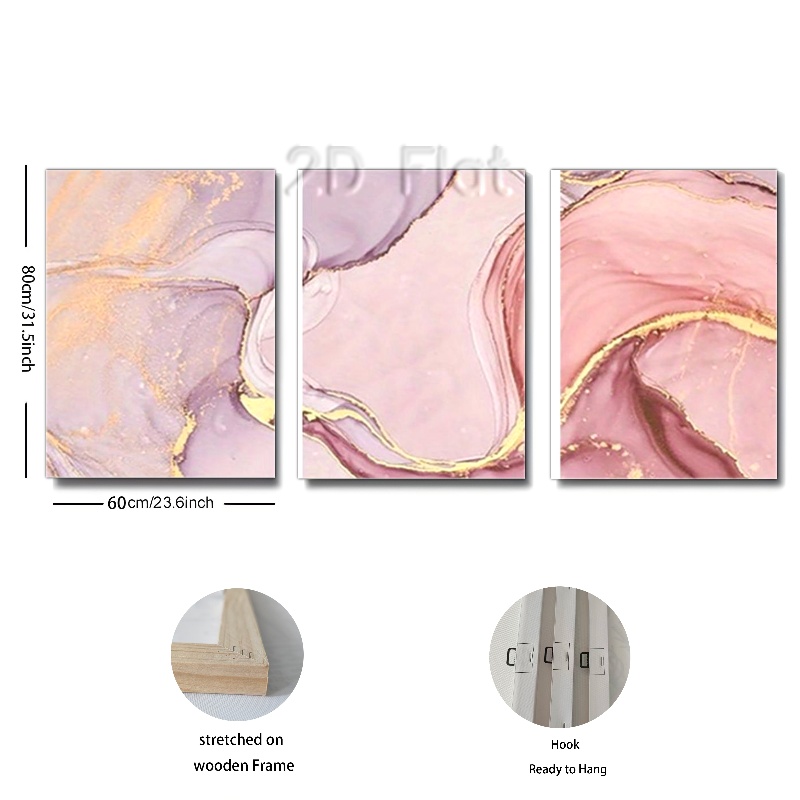 2D Flat
80cm/31.5inch
60cm/23.6inch
stretched on
wooden Frame
Hook
Ready to Hang